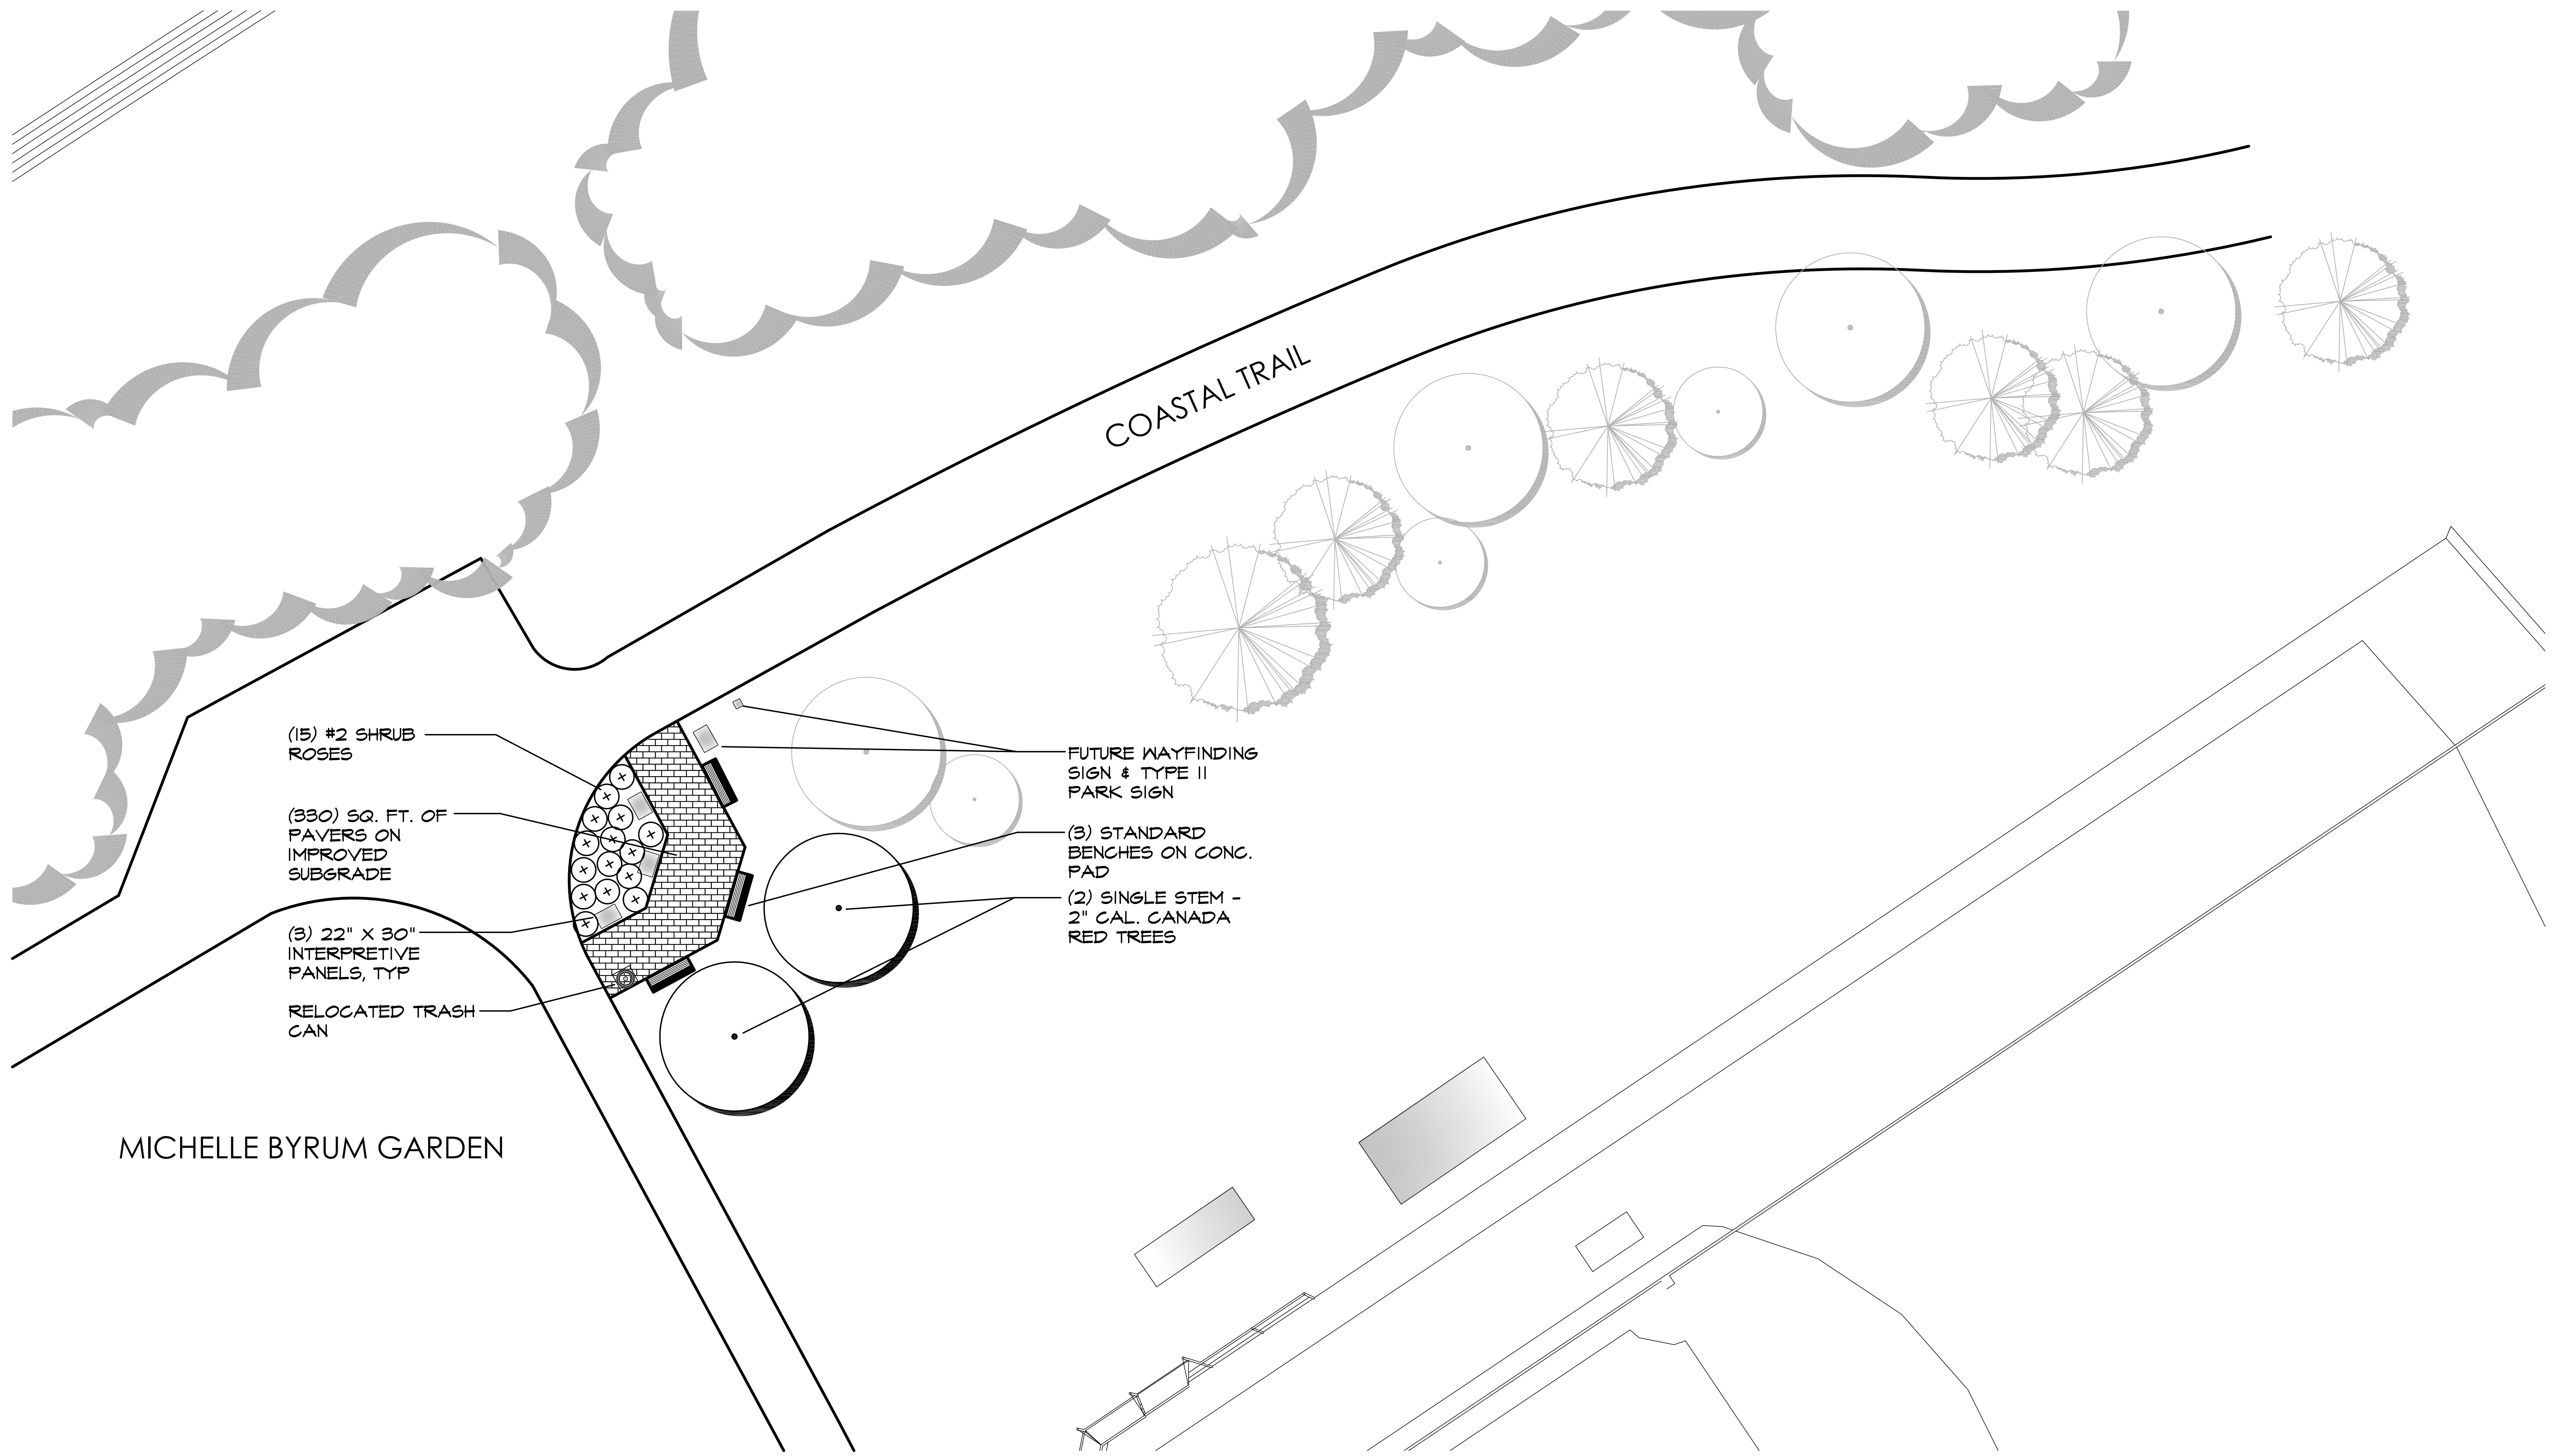 COASTAL TRAIL
(15) #2 SHRUB
ROSES
(330) SQ. FT. OF
PAVERS ON
IMPROVED
SUBGRADE
(3) 22" X 30"
INTERPRETIVE
PANELS, TYP
RELOCATED TRASH
CAN
FUTURE WAYFINDING
SIGN & TYPE II
PARK SIGN
(3) STANDARD
BENCHES ON CONC.
PAD
(2) SINGLE STEM -
2" CAL. CANADA
RED TREES
MICHELLE BYRUM GARDEN